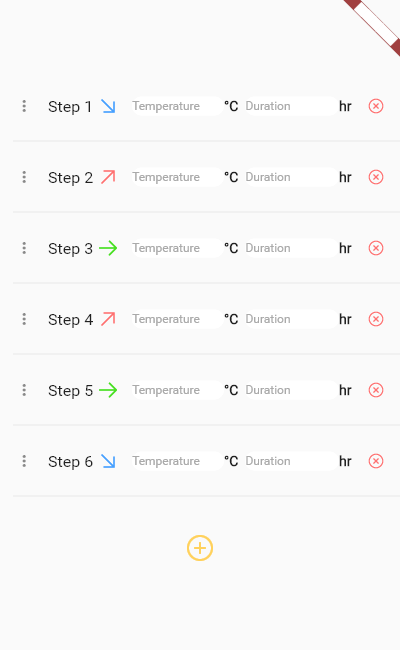 Step 1 Temperature °C Duration hr
Step 2 Temperature °C Duration hr
Step 3 Temperature °C Duration hr
Step 4 Temperature °C Duration hr
Step 5 Temperature °C Duration hr
Step 6 Temperature °C Duration hr